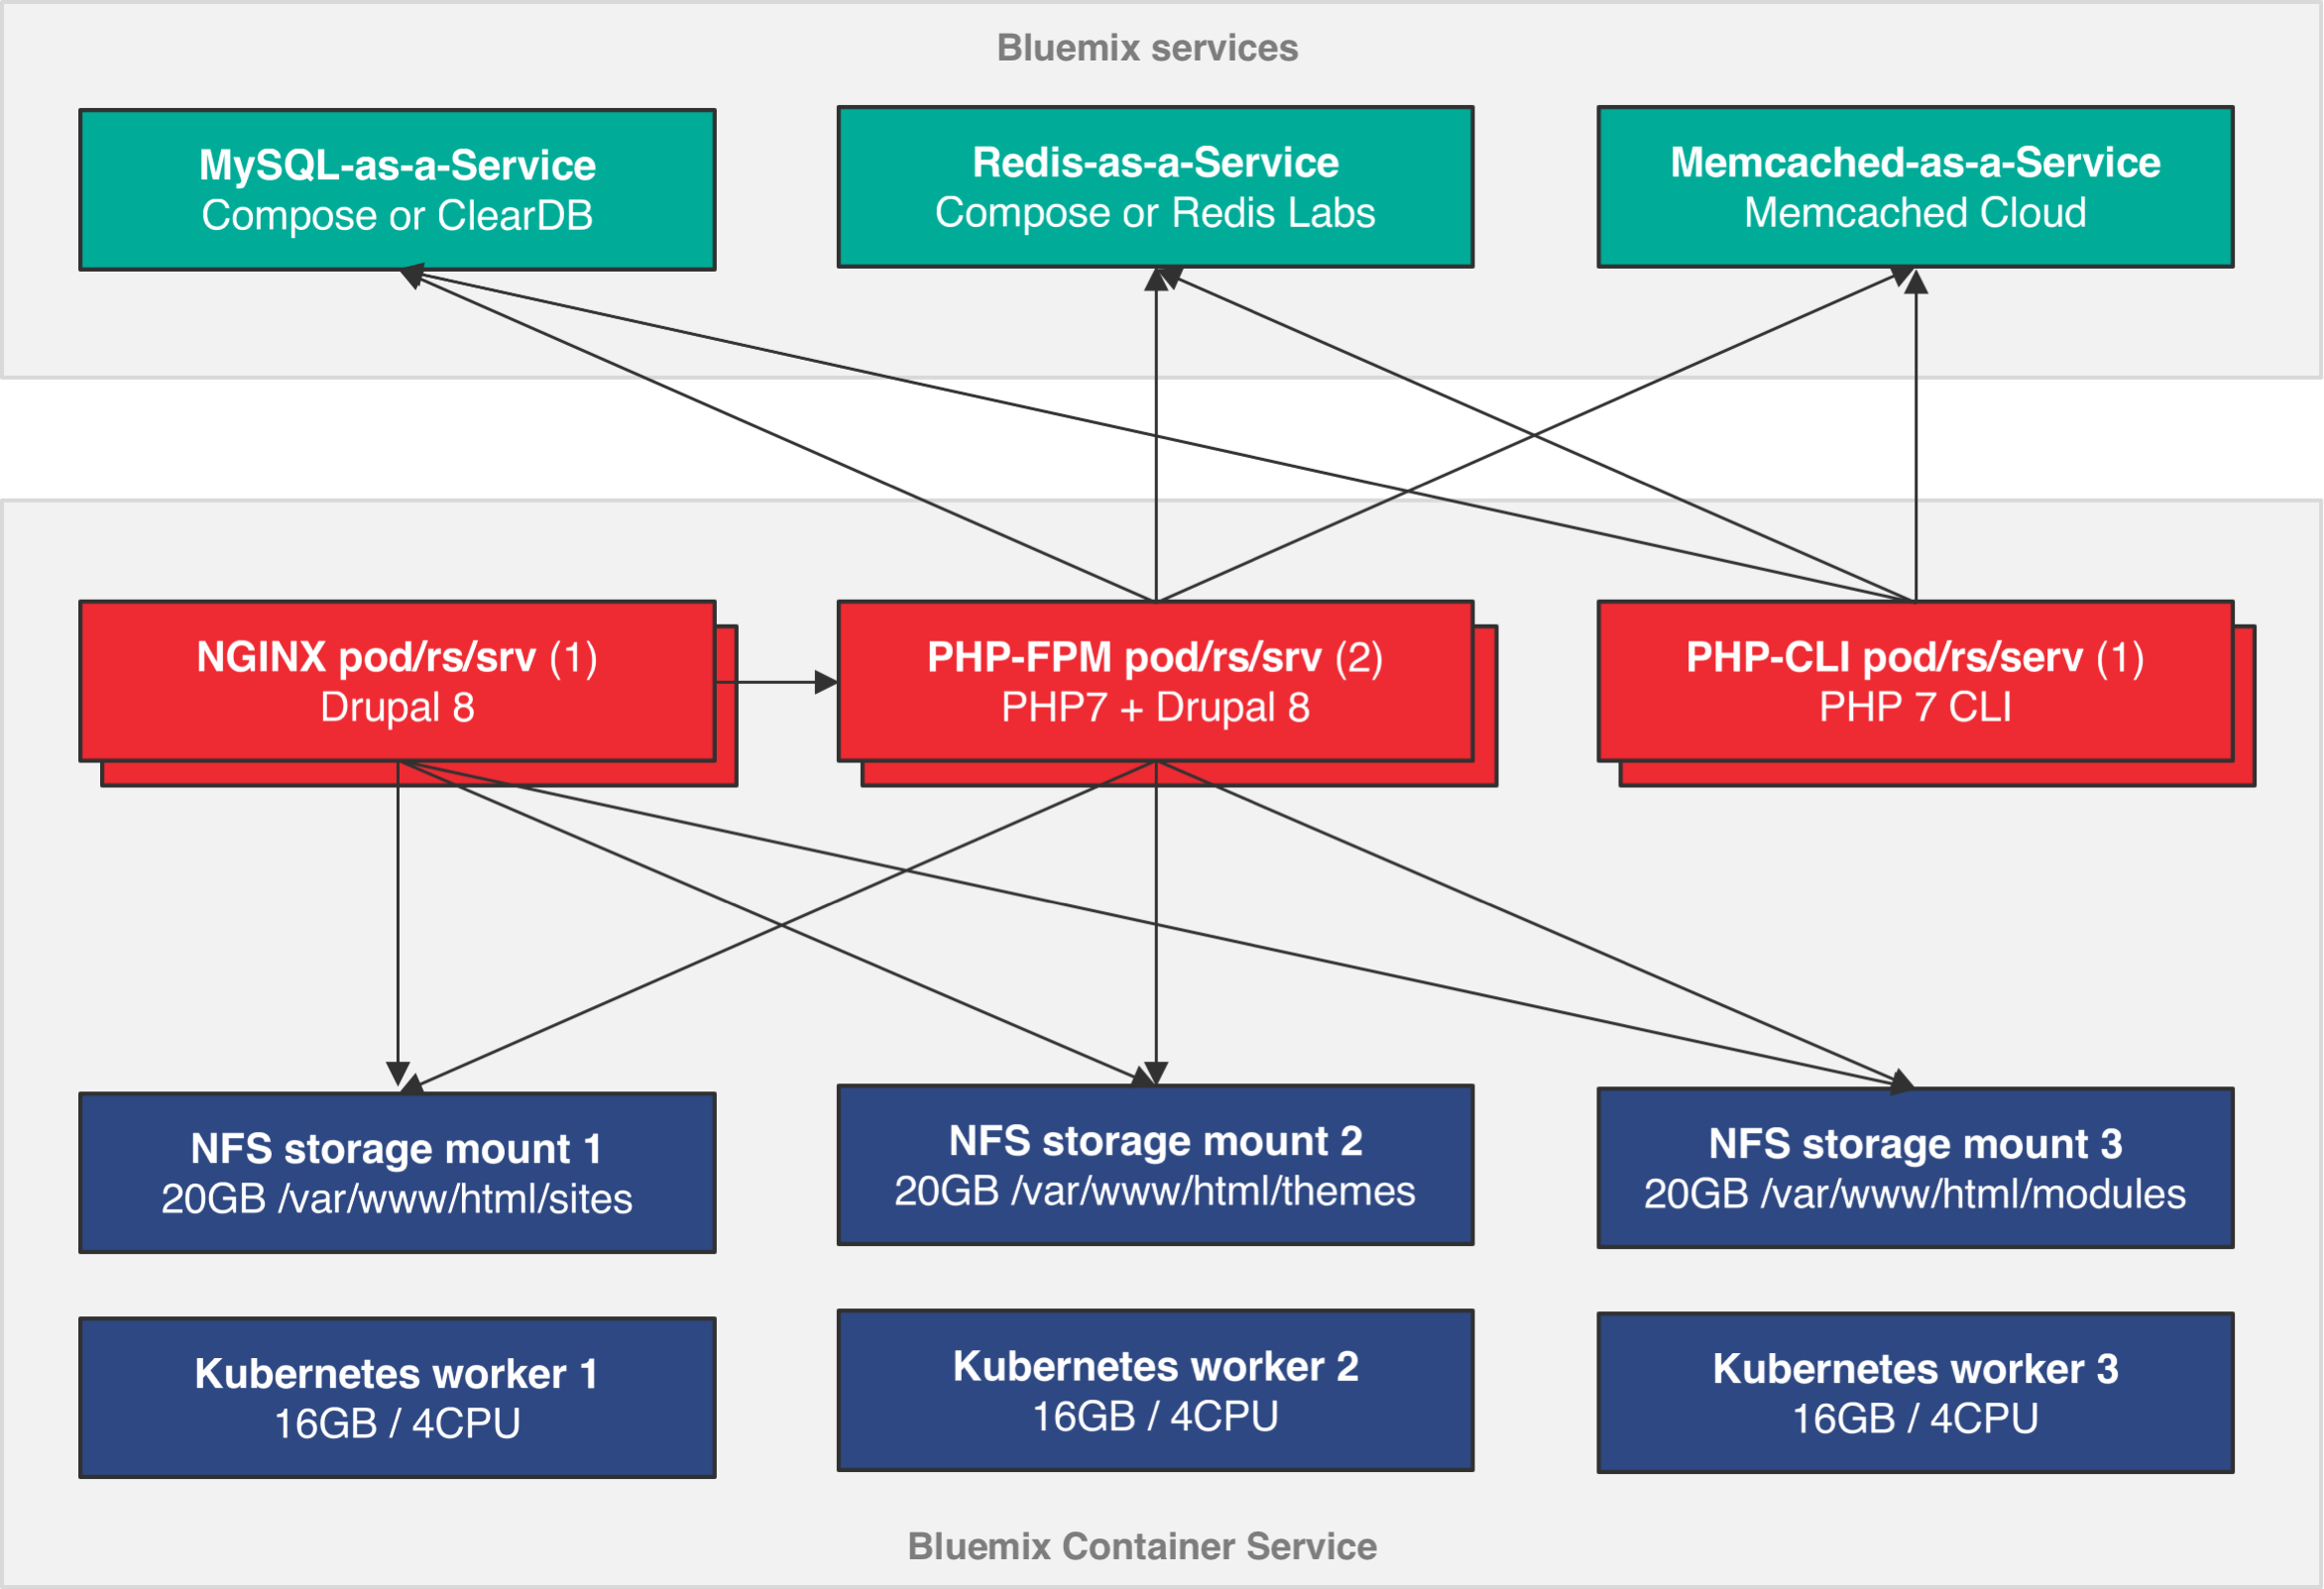 Bluemix services
MySQL-as-a-Service
Compose or ClearDB
Redis-as-a-Service
Compose or Redis Labs
Memcached-as-a-Service
Memcached Cloud
NGINX pod/rs/srv (1)
Drupal 8
PHP-FPM pod/rs/srv (2)
PHP7 + Drupal 8
PHP-CLI pod/rs/serv (1)
PHP 7 CLI
NFS storage mount 1
20GB /var/www/html/sites
NFS storage mount 2
20GB /var/www/html/themes
NFS storage mount 3
20GB /var/www/html/modules
Kubernetes worker 1
16GB / 4CPU
Kubernetes worker 2
16GB / 4CPU
Kubernetes worker 3
16GB / 4CPU
Bluemix Container Service